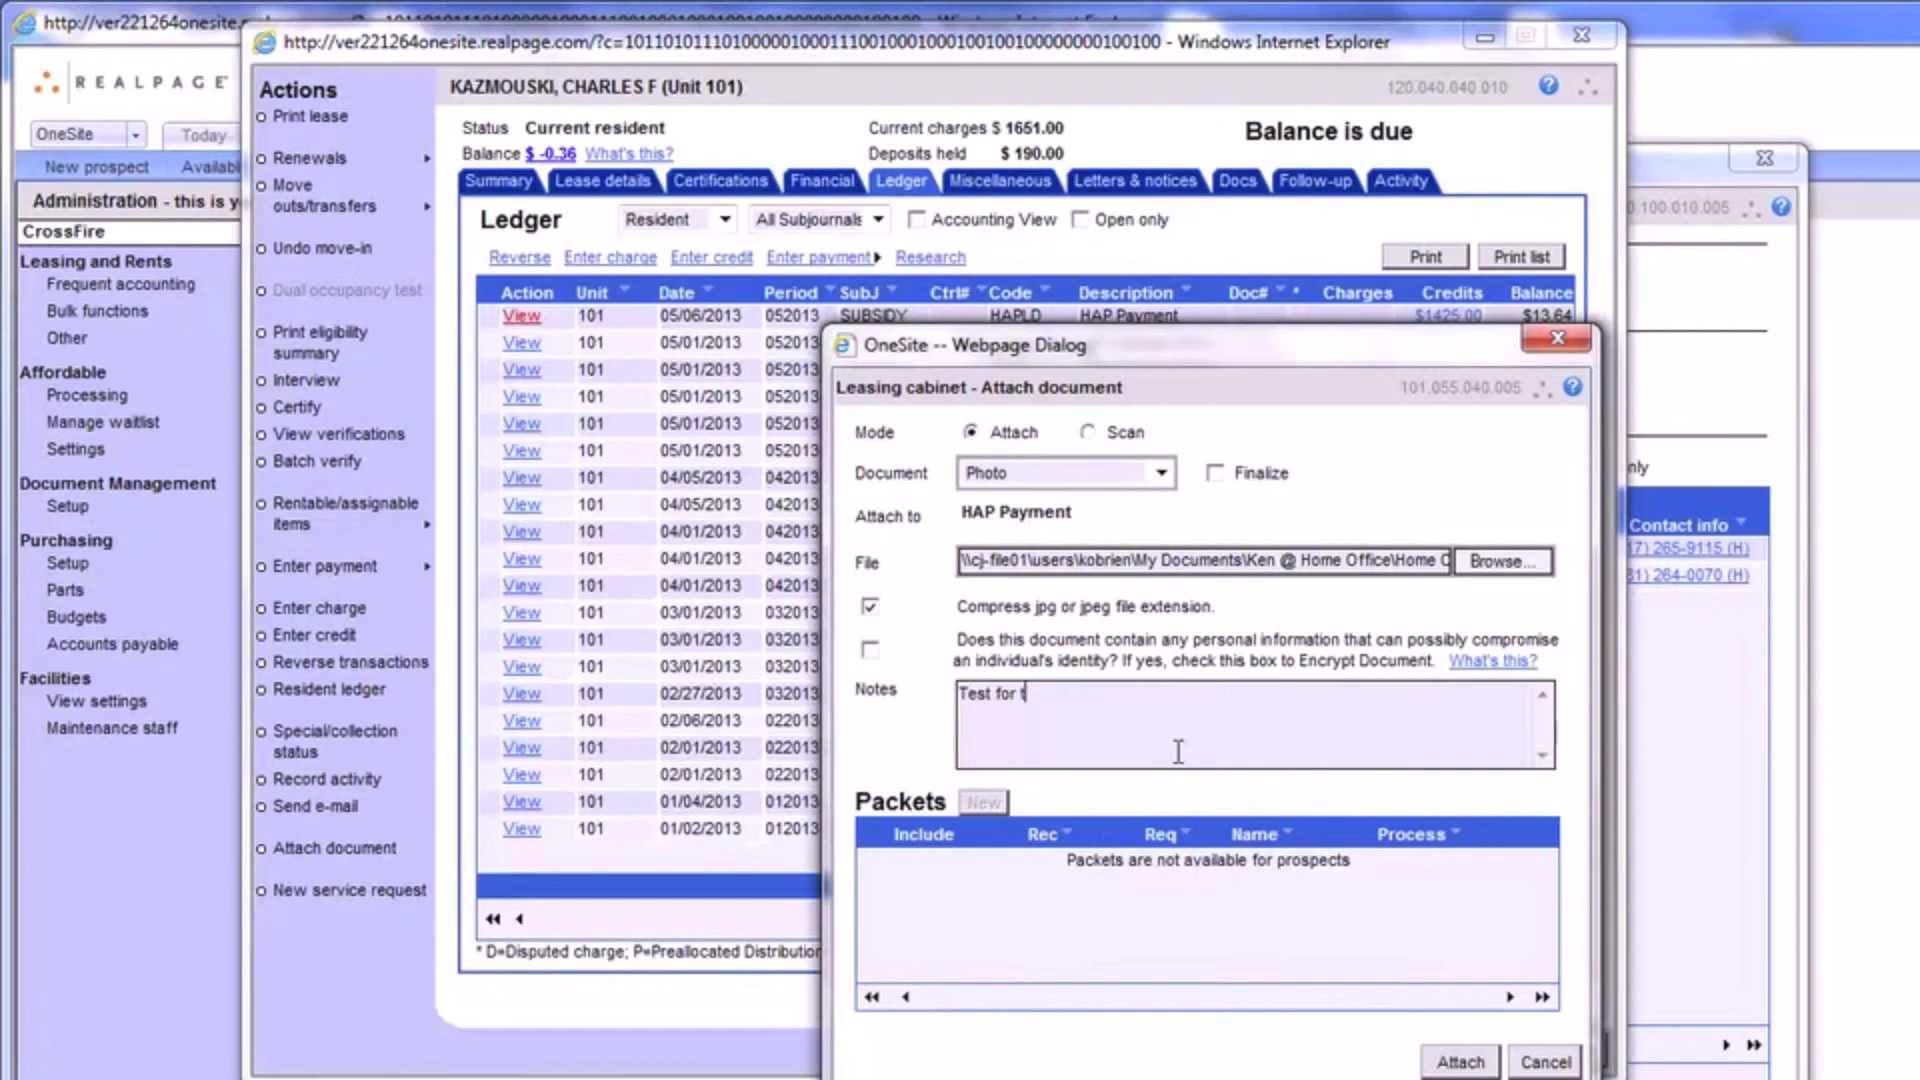 http://ver221264onesite.re
http://ver221264onesite.realpage.com/?c=101101011101000001000111001000100010010010000000100100 - Windows Internet Explorer
REALPAGE
OneSite
Today
New prospect
Availabl
Administration - this is y
CrossFire
Leasing and Rents
Frequent accounting
Bulk functions
Other
Affordable
Processing
Manage waitlist
Settings
Document Management
Setup
Purchasing
Setup
Parts
Budgets
Accounts payable
Facilities
View settings
Maintenance staff
Actions
Print lease
Renewals
Move
outs/transfers
Undo move-in
Dual occupancy test
Print eligibility
summary
Interview
Certify
View verifications
Batch verify
Rentable/assignable
items
Enter payment
Enter charge
Enter credit
Reverse transactions
Resident ledger
Special/collection
status
Record activity
Send e-mail
Attach document
New service request
KAZMOUSKI, CHARLES F (Unit 101)
120.040.040.010
Status Current resident
Current charges $ 1651.00
Balance is due
Balance $ -0.36 What's this?
Deposits held $ 190.00
Summary Lease details Certifications Financial Ledger Miscellaneous Letters & notices Docs Follow-up Activity
Ledger Resident All Subjournals Accounting View Open only
Reverse Enter charge Enter credit Enter payment Research Print Print list
Action Unit Date Period SubJ Ctrl# Code Description Doc# * Charges Credits Balance
View 101 05/06/2013 052013 SUBSIDY HAPLD HAP Payment $1425.00 $13.64
View 101 05/01/2013 052013
View 101 05/01/2013 052013
View 101 05/01/2013 052013
View 101 05/01/2013 052013
View 101 05/01/2013 052013
View 101 04/05/2013 042013
View 101 04/05/2013 042013
View 101 04/01/2013 042013
View 101 04/01/2013 042013
View 101 04/01/2013 042013
View 101 03/01/2013 032013
View 101 03/01/2013 032013
View 101 03/01/2013 032013
View 101 02/27/2013 032013
View 101 02/06/2013 022013
View 101 02/01/2013 022013
View 101 02/01/2013 022013
View 101 01/04/2013 012013
View 101 01/02/2013 012013
* D=Disputed charge; P=Preallocated Distribution
OneSite -- Webpage Dialog
Leasing cabinet - Attach document
101.055.040.005
Mode Attach Scan
Document Photo Finalize
Attach to HAP Payment
File \\cj-file01\users\kobrien\My Documents\Ken @ Home Office\Home O Browse...
Compress jpg or jpeg file extension.
Does this document contain any personal information that can possibly compromise
an individual's identity? If yes, check this box to Encrypt Document. What's this?
Notes
Test for t
Packets New
Include Rec Req Name Process
Packets are not available for prospects
Attach Cancel
0.100.010.005
nly
Contact info
17) 265-9115 (H)
31) 264-0070 (H)